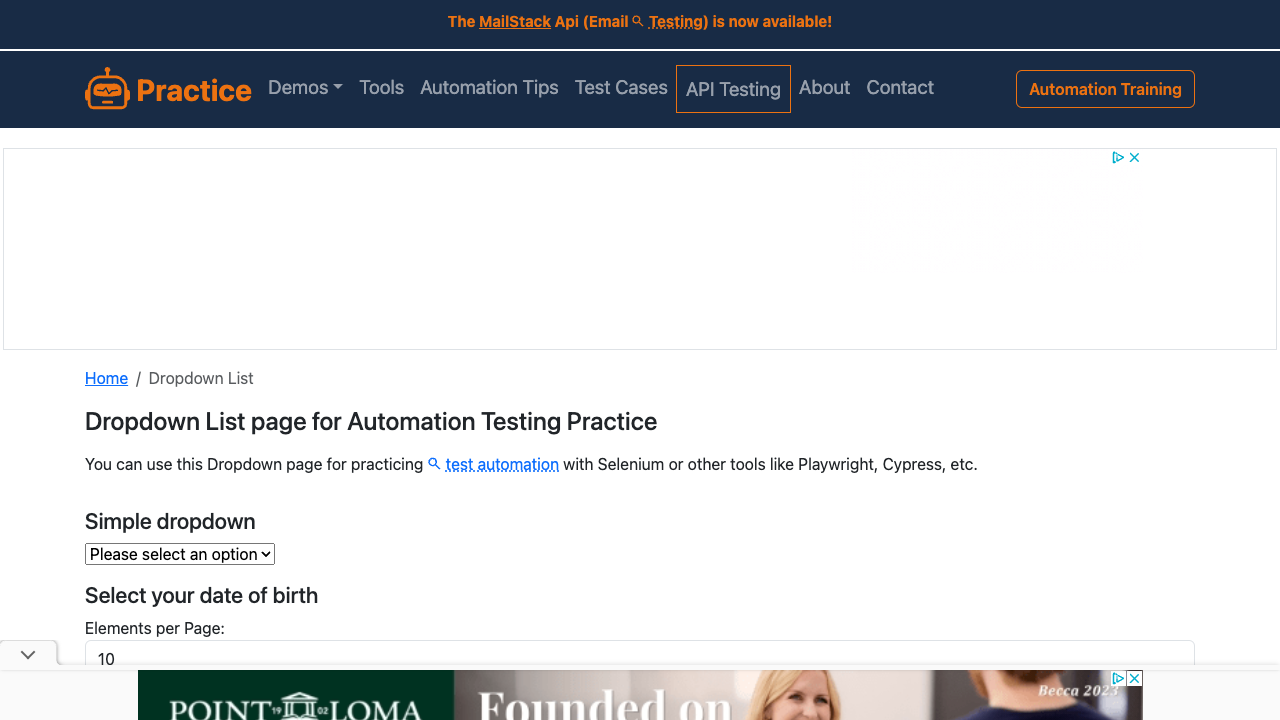 The MailStack Api (Email Testing) is now available!
Practice
Demos
Tools
Automation Tips
Test Cases
API Testing
About
Contact
Automation Training
Home / Dropdown List
Dropdown List page for Automation Testing Practice
You can use this Dropdown page for practicing test automation with Selenium or other tools like Playwright, Cypress, etc.
Simple dropdown
Please select an option
Select your date of birth
Elements per Page:
10
POINT 19 02 LOMA
Founded on
Becca 2023